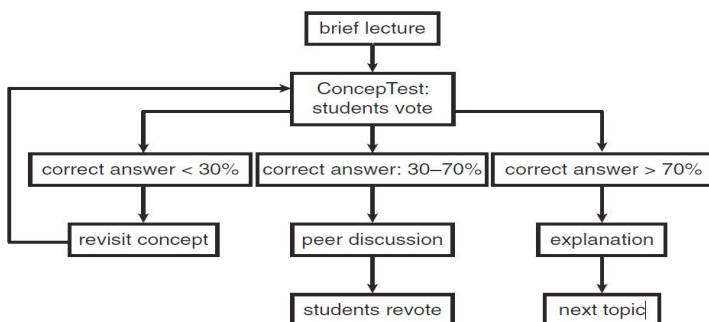 brief lecture
ConcepTest:
students vote
correct answer < 30%
correct answer: 30–70%
correct answer > 70%
revisit concept
peer discussion
explanation
students revote
next topic